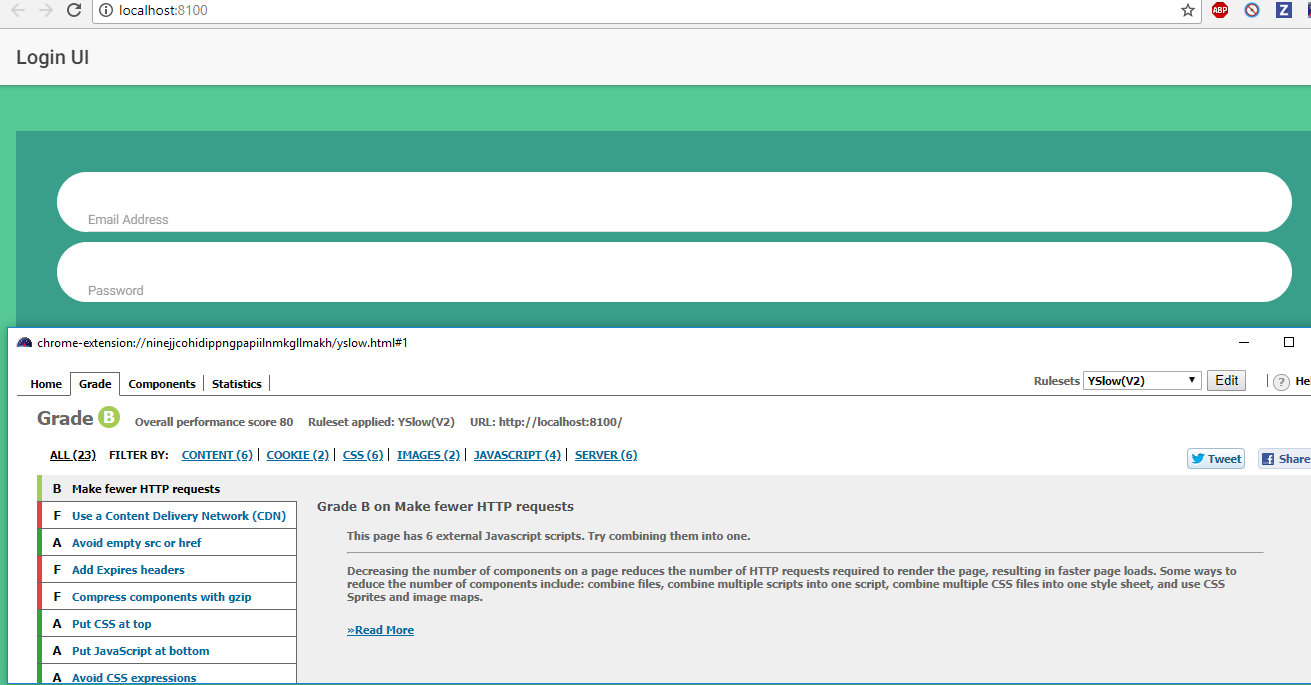 localhost:8100
ABP
Z
Login UI
Email Address
Password
chrome-extension://ninejjcohidippngpapiilnmkgllmakh/yslow.html#1
Home Grade Components Statistics
Rulesets YSlow(V2) Edit ? Hel
Grade B Overall performance score 80 Ruleset applied: YSlow(V2) URL: http://localhost:8100/
ALL (23) FILTER BY: CONTENT (6) COOKIE (2) CSS (6) IMAGES (2) JAVASCRIPT (4) SERVER (6)
Tweet
Share
B Make fewer HTTP requests
F Use a Content Delivery Network (CDN)
A Avoid empty src or href
F Add Expires headers
F Compress components with gzip
A Put CSS at top
A Put JavaScript at bottom
A Avoid CSS expressions
Grade B on Make fewer HTTP requests
This page has 6 external Javascript scripts. Try combining them into one.
Decreasing the number of components on a page reduces the number of HTTP requests required to render the page, resulting in faster page loads. Some ways to
reduce the number of components include: combine files, combine multiple scripts into one script, combine multiple CSS files into one style sheet, and use CSS
Sprites and image maps.
»Read More